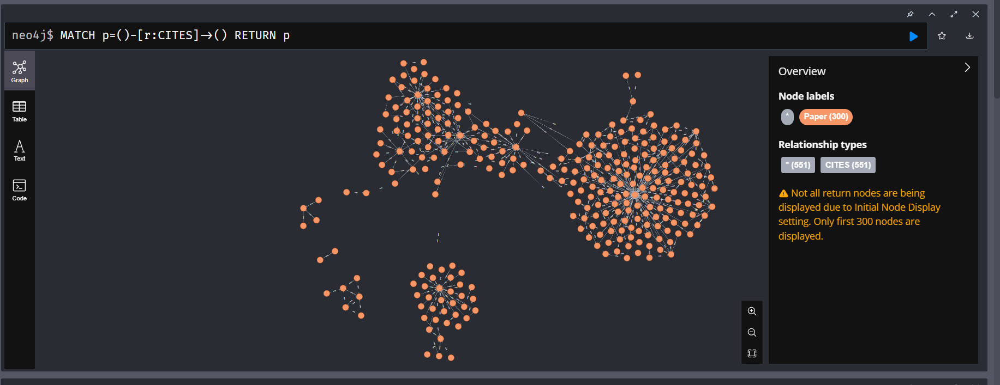 neo4j$ MATCH p=()-[r:CITES]→() RETURN p
Graph
Table
Text
Code
Overview
Node labels
* Paper (300)
Relationship types
* (551) CITES (551)
Not all return nodes are being
displayed due to Initial Node Display
setting. Only first 300 nodes are
displayed.